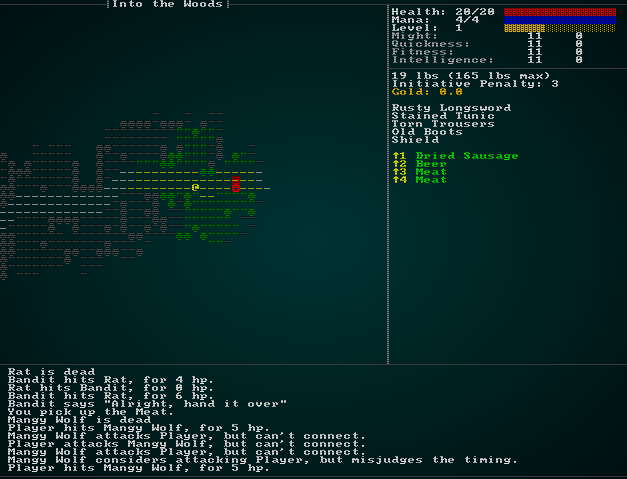 Into the Woods
Health: 20/20
Mana: 4/4
Level: 1
Might: 11 0
Quickness: 11 0
Fitness: 11 0
Intelligence: 11 0
19 lbs (165 lbs max)
Initiative Penalty: 3
Gold: 0.0
Rusty Longsword
Stained Tunic
Torn Trousers
Old Boots
Shield
↑1 Dried Sausage
↑2 Beer
↑3 Meat
↑4 Meat
Rat is dead
Bandit hits Rat, for 4 hp.
Rat hits Bandit, for 0 hp.
Bandit hits Rat, for 6 hp.
Bandit says "Alright, hand it over"
You pick up the Meat.
Mangy Wolf is dead
Player hits Mangy Wolf, for 5 hp.
Mangy Wolf attacks Player, but can't connect.
Player attacks Mangy Wolf, but can't connect.
Mangy Wolf attacks Player, but can't connect.
Mangy Wolf considers attacking Player, but misjudges the timing.
Player hits Mangy Wolf, for 5 hp.